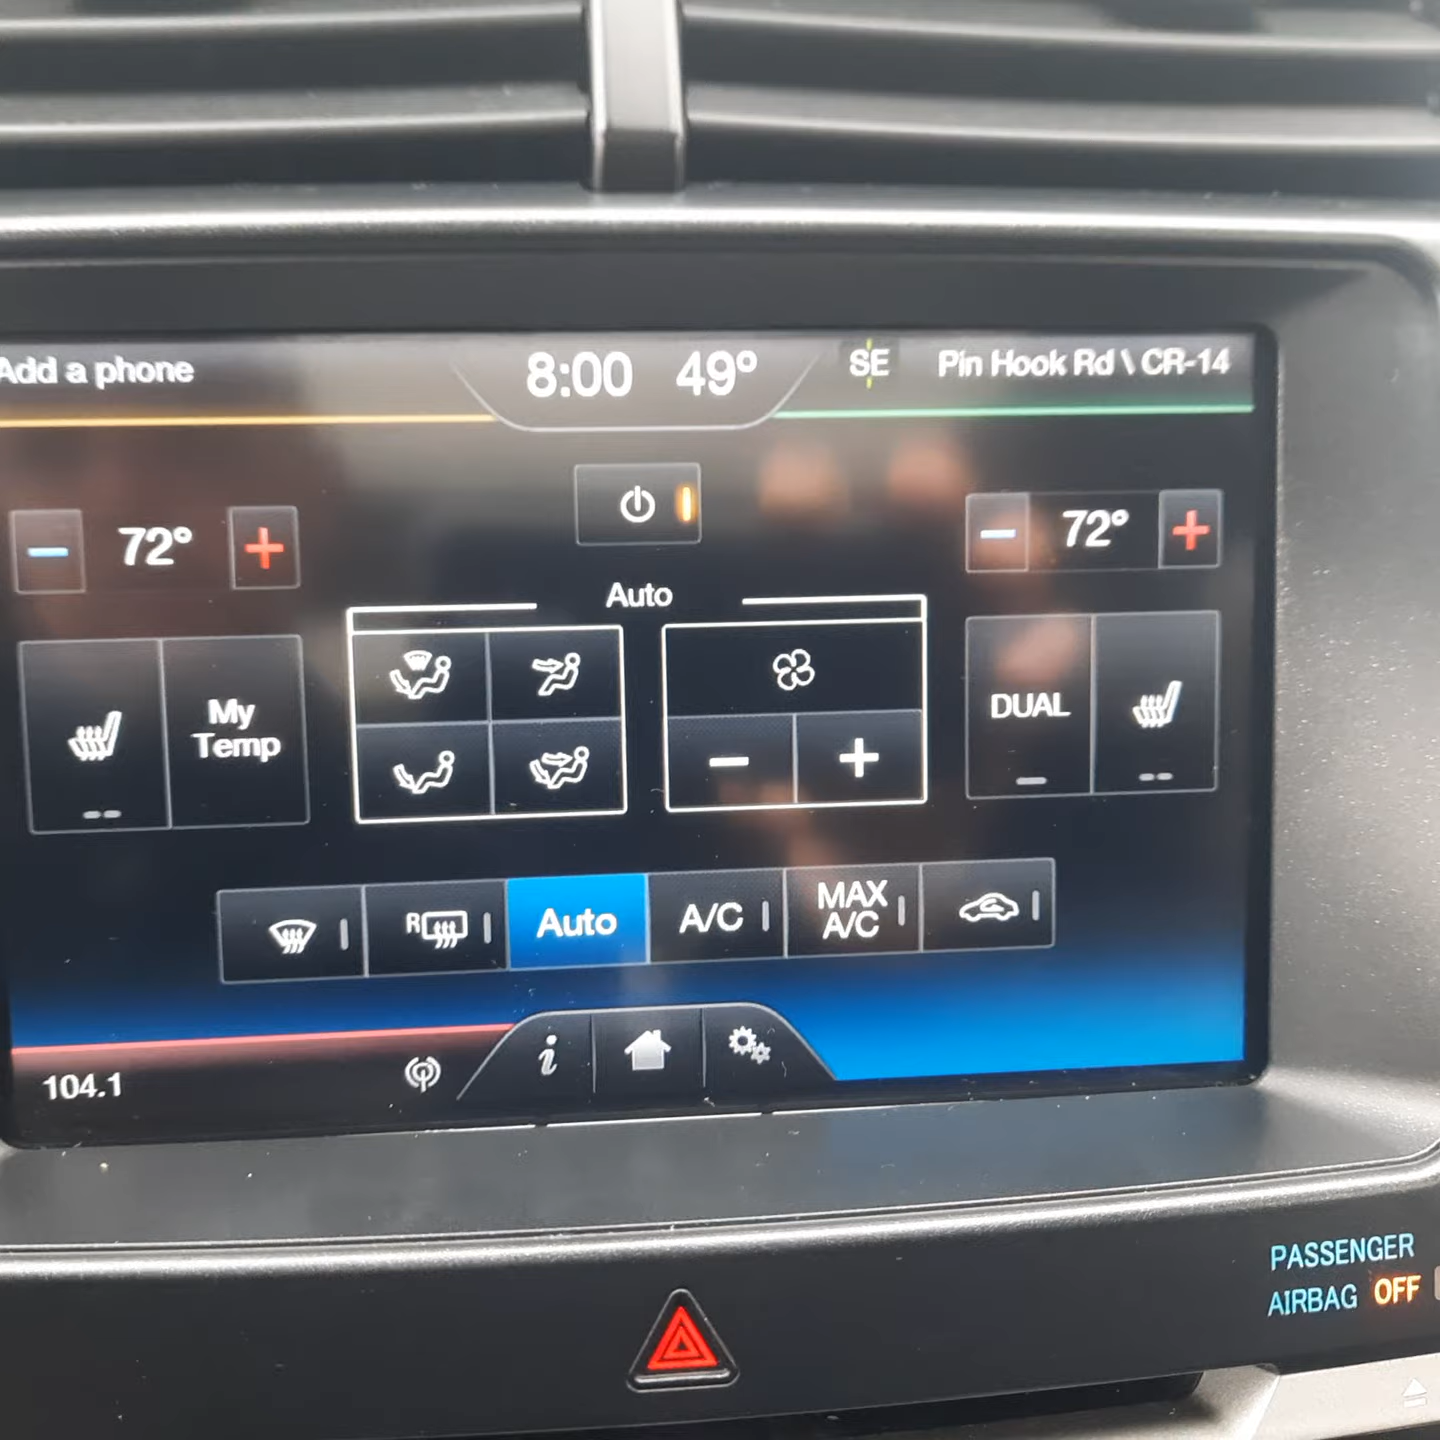 Add a phone
8:00 49°
SE
Pin Hook Rd \ CR-14
72°
72°
Auto
My
Temp
DUAL
R
Auto
A/C
MAX
A/C
104.1
i
PASSENGER
AIRBAG OFF